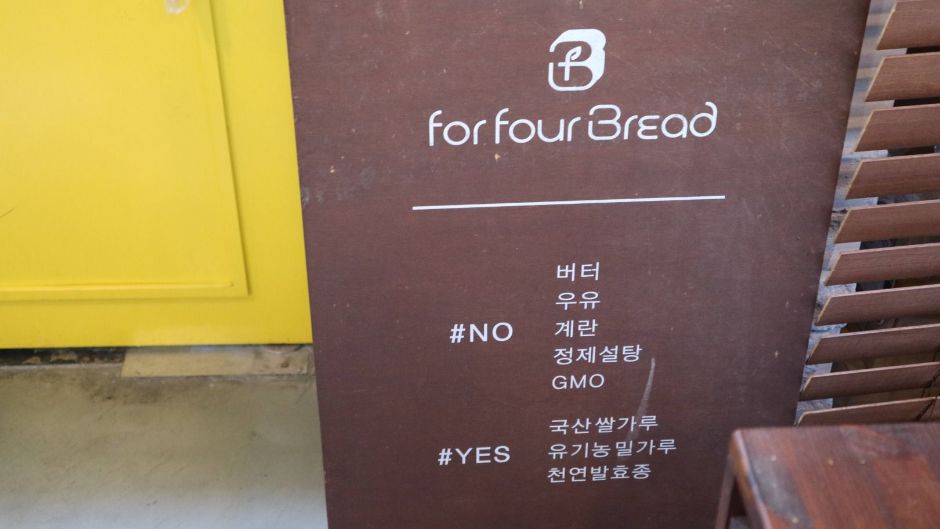 for four Bread
#NO
버터
우유
계란
정제설탕
GMO
#YES
국산 쌀가루
유기농 밀가루
천연발효종